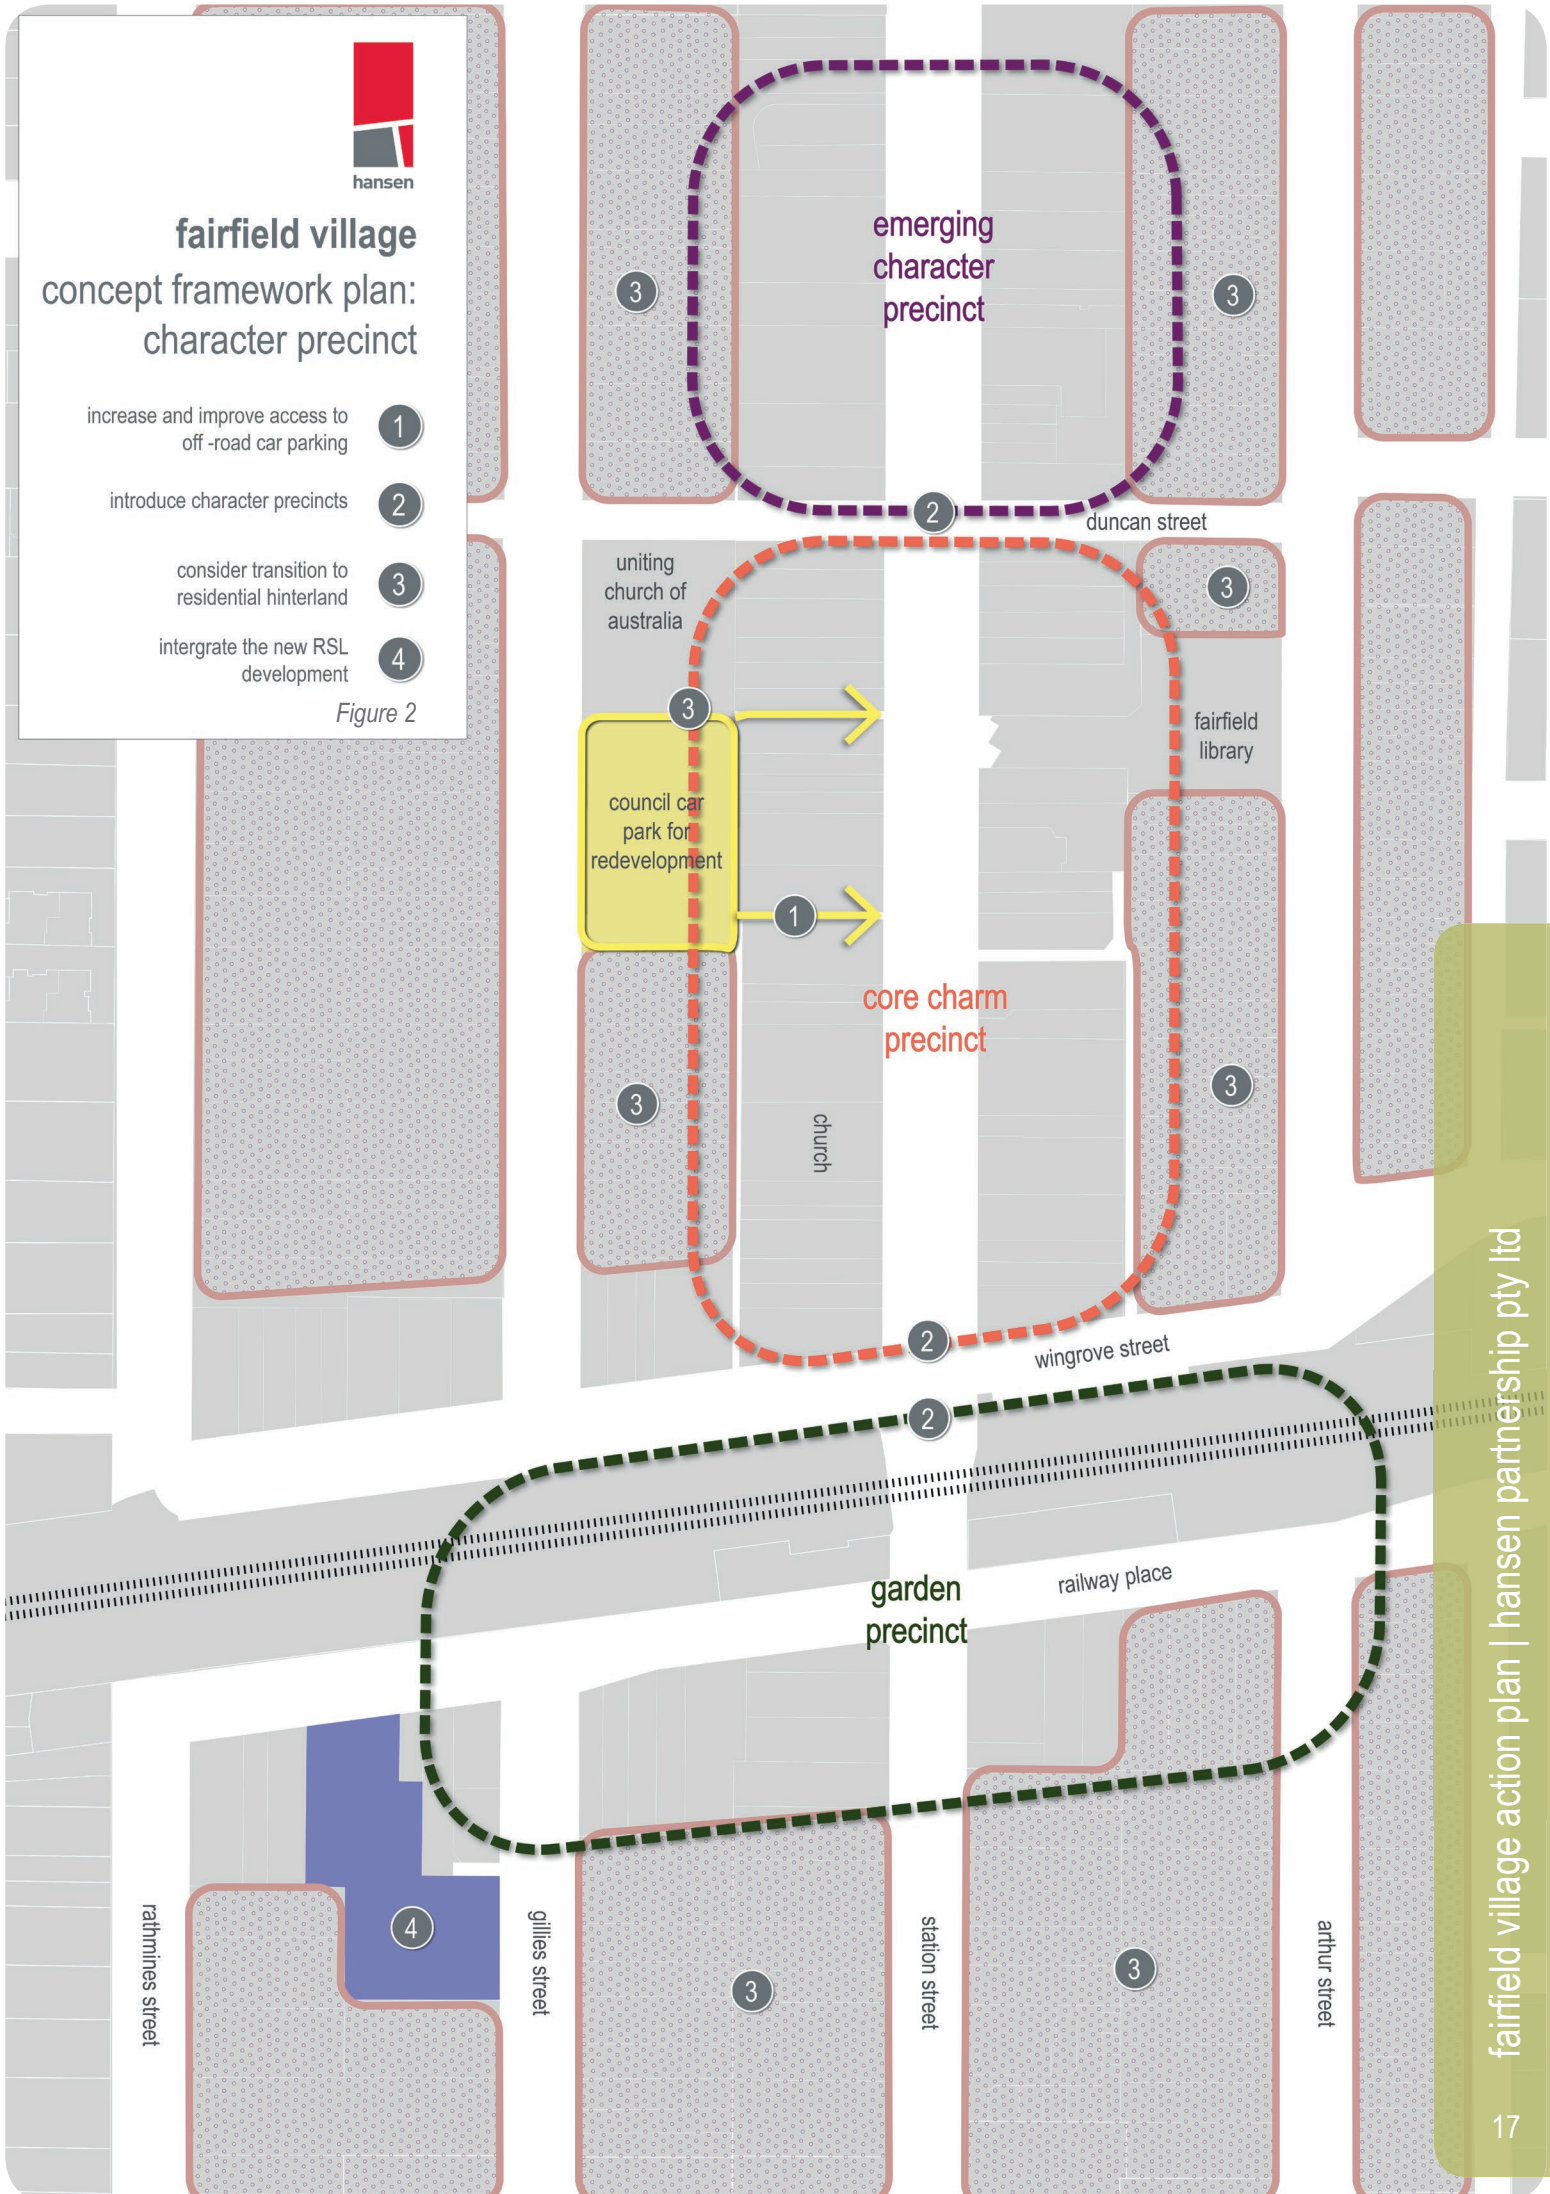 hansen
fairfield village
concept framework plan:
character precinct
increase and improve access to
off -road car parking
1
introduce character precincts
2
consider transition to
residential hinterland
3
intergrate the new RSL
development
4
Figure 2
emerging
character
precinct
3
3
2
duncan street
uniting
church of
australia
3
3
fairfield
library
council car
park for
redevelopment
1
core charm
precinct
3
3
church
2
wingrove street
2
garden
precinct
railway place
rathmines street
4
gillies street
3
station street
3
arthur street
fairfield village action plan | hansen partnership pty ltd
17